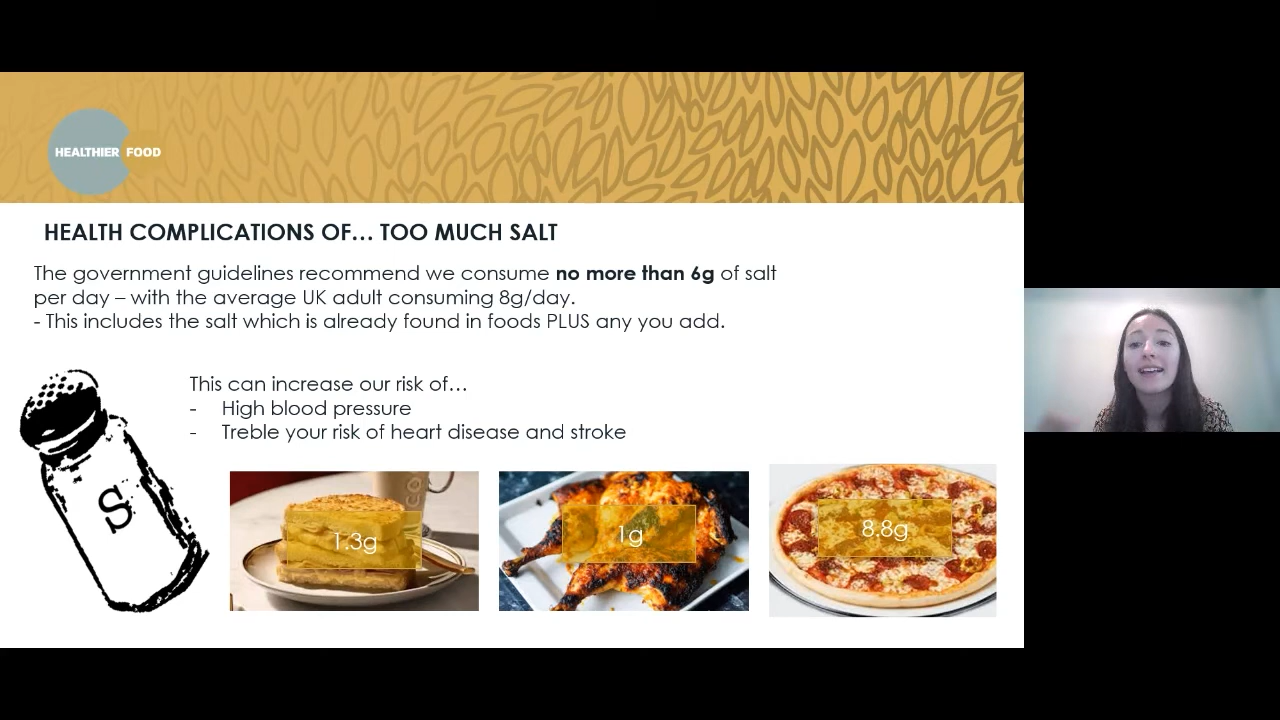 HEALTHIER FOOD
HEALTH COMPLICATIONS OF... TOO MUCH SALT
The government guidelines recommend we consume no more than 6g of salt
per day – with the average UK adult consuming 8g/day.
- This includes the salt which is already found in foods PLUS any you add.
This can increase our risk of...
- High blood pressure
- Treble your risk of heart disease and stroke
S
1.3g
1g
8.8g